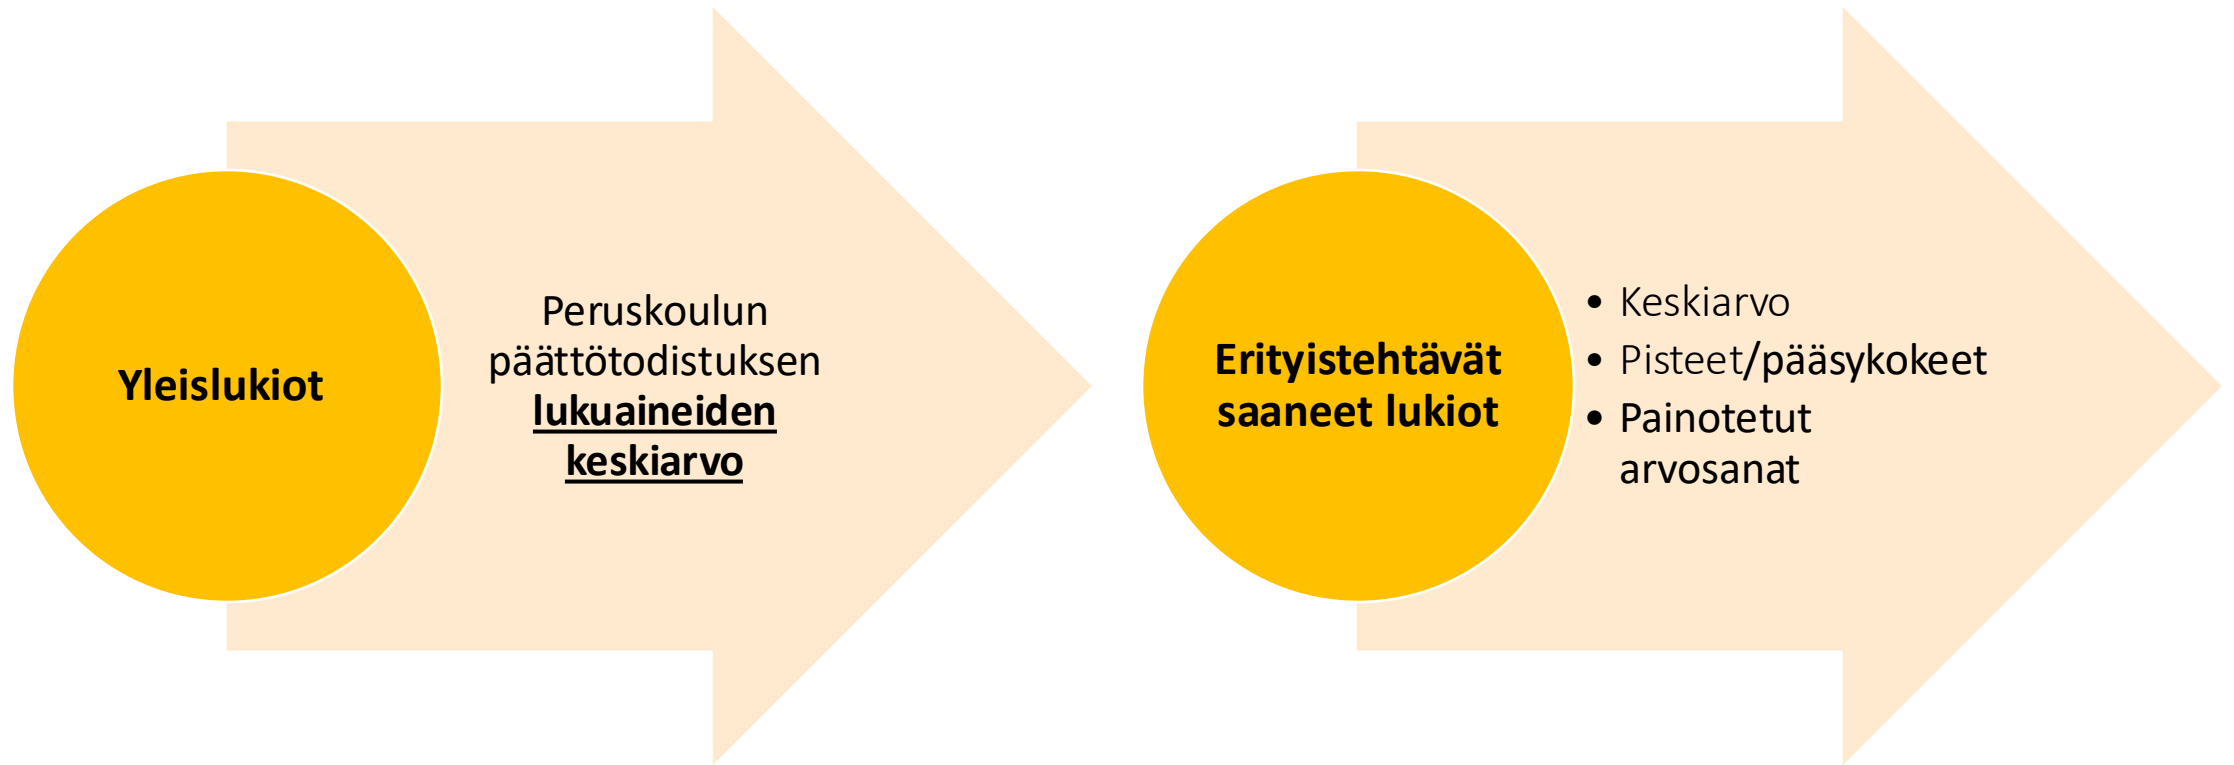 Yleislukiot
Peruskoulun
päättötodistuksen
lukuaineiden
keskiarvo
Erityistehtävät
saaneet lukiot
• Keskiarvo
• Pisteet/pääsykokeet
• Painotetut
arvosanat